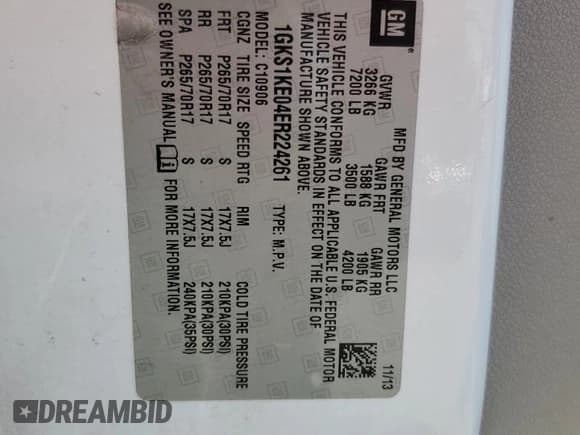 GM
MFD BY GENERAL MOTORS LLC
11/13
GVWR GAWR FRT GAWR RR
3266 KG 1588 KG 1905 KG
7200 LB 3500 LB 4200 LB
THIS VEHICLE CONFORMS TO ALL APPLICABLE U.S. FEDERAL MOTOR
VEHICLE SAFETY STANDARDS IN EFFECT ON THE DATE OF
MANUFACTURE SHOWN ABOVE.
1GKS1KE04ER224261 TYPE: M.P.V.
MODEL: C10906
CGNZ TIRE SIZE SPEED RTG RIM COLD TIRE PRESSURE
FRT P265/70R17 S 17X7.5J 210KPA(30PSI)
RR P265/70R17 S 17X7.5J 210KPA(30PSI)
SPA P265/70R17 S 17X7.5J 240KPA(35PSI)
SEE OWNER'S MANUAL FOR MORE INFORMATION.
DREAMBID